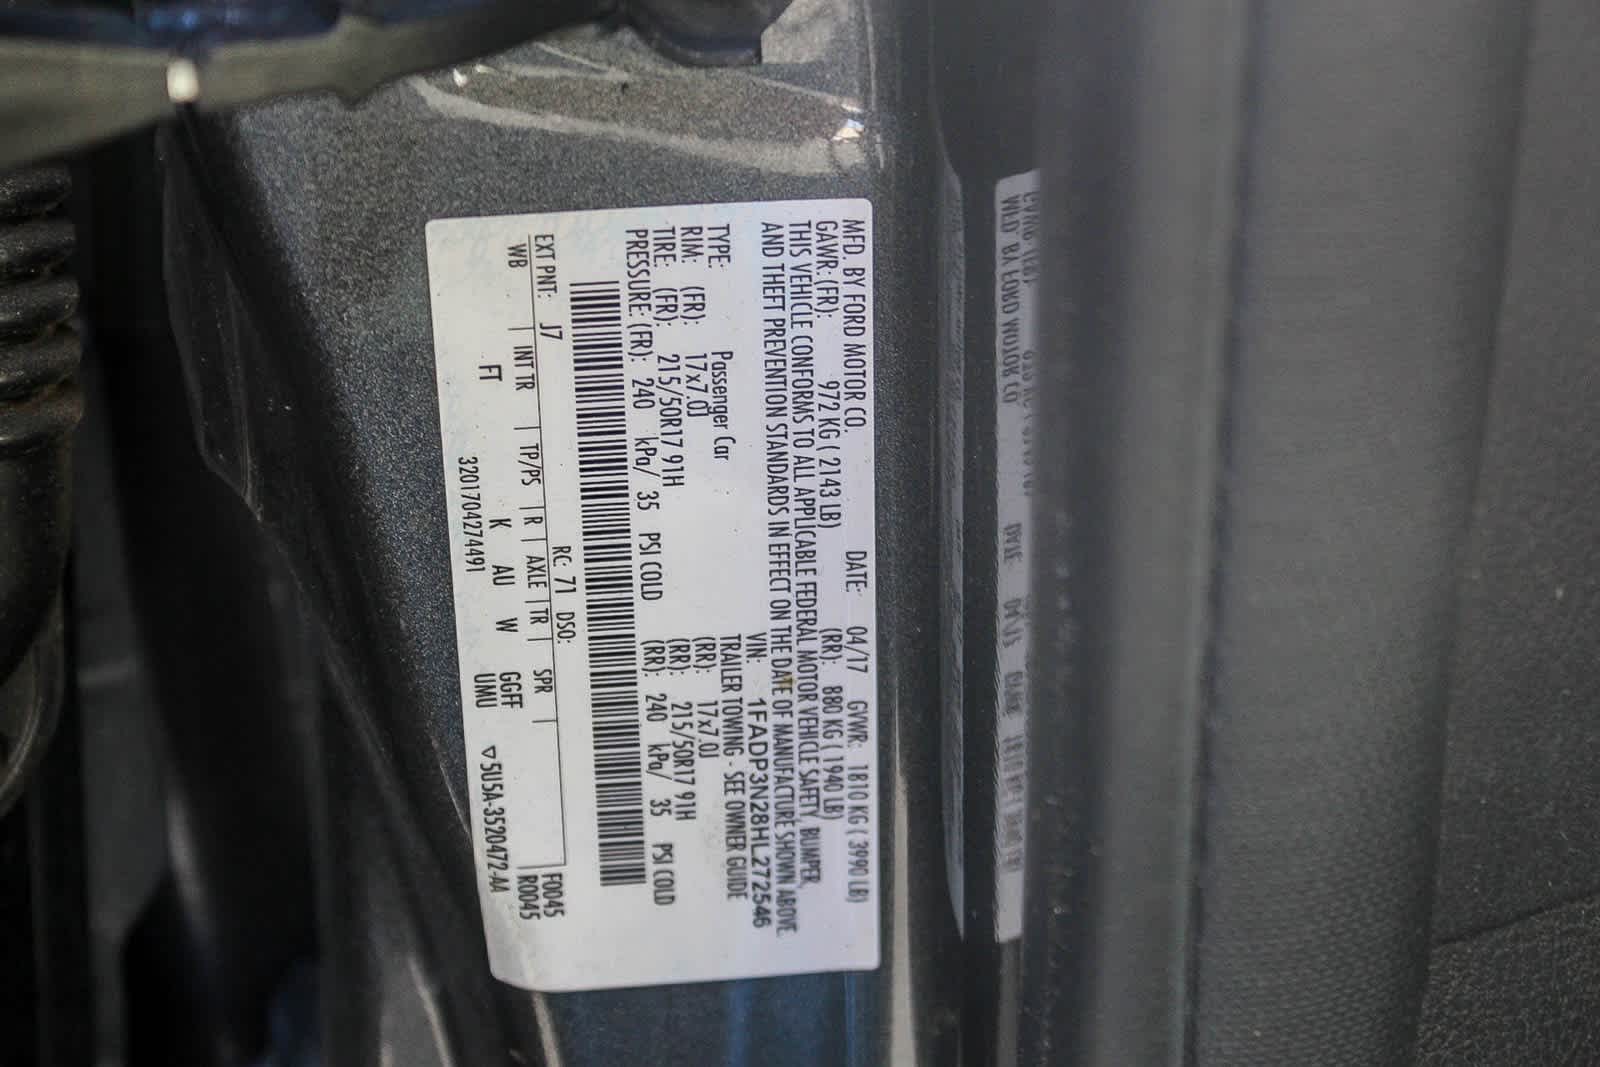 MFD. BY FORD MOTOR CO. DATE: 04/17 GVWR: 1810 KG ( 3990 LB)
GAWR: (FR): 972 KG ( 2143 LB) (RR): 880 KG ( 1940 LB)
THIS VEHICLE CONFORMS TO ALL APPLICABLE FEDERAL MOTOR VEHICLE SAFETY, BUMPER,
AND THEFT PREVENTION STANDARDS IN EFFECT ON THE DATE OF MANUFACTURE SHOWN ABOVE.
VIN: 1FADP3N28HL272546
TYPE: Passenger Car TRAILER TOWING - SEE OWNER GUIDE
RIM: (FR): 17x7.0J (RR): 17x7.0J
TIRE: (FR): 215/50R17 91H (RR): 215/50R17 91H
PRESSURE: (FR): 240 kPa/ 35 PSI COLD (RR): 240 kPa/ 35 PSI COLD
EXT PNT: J7 RC: 71 DSO: F0045
WB | INT TR | TP/PS | R | AXLE | TR | SPR | R0045
FT K AU W GGFF
320170427 4491 UMU ▽5U5A-3520472-AA